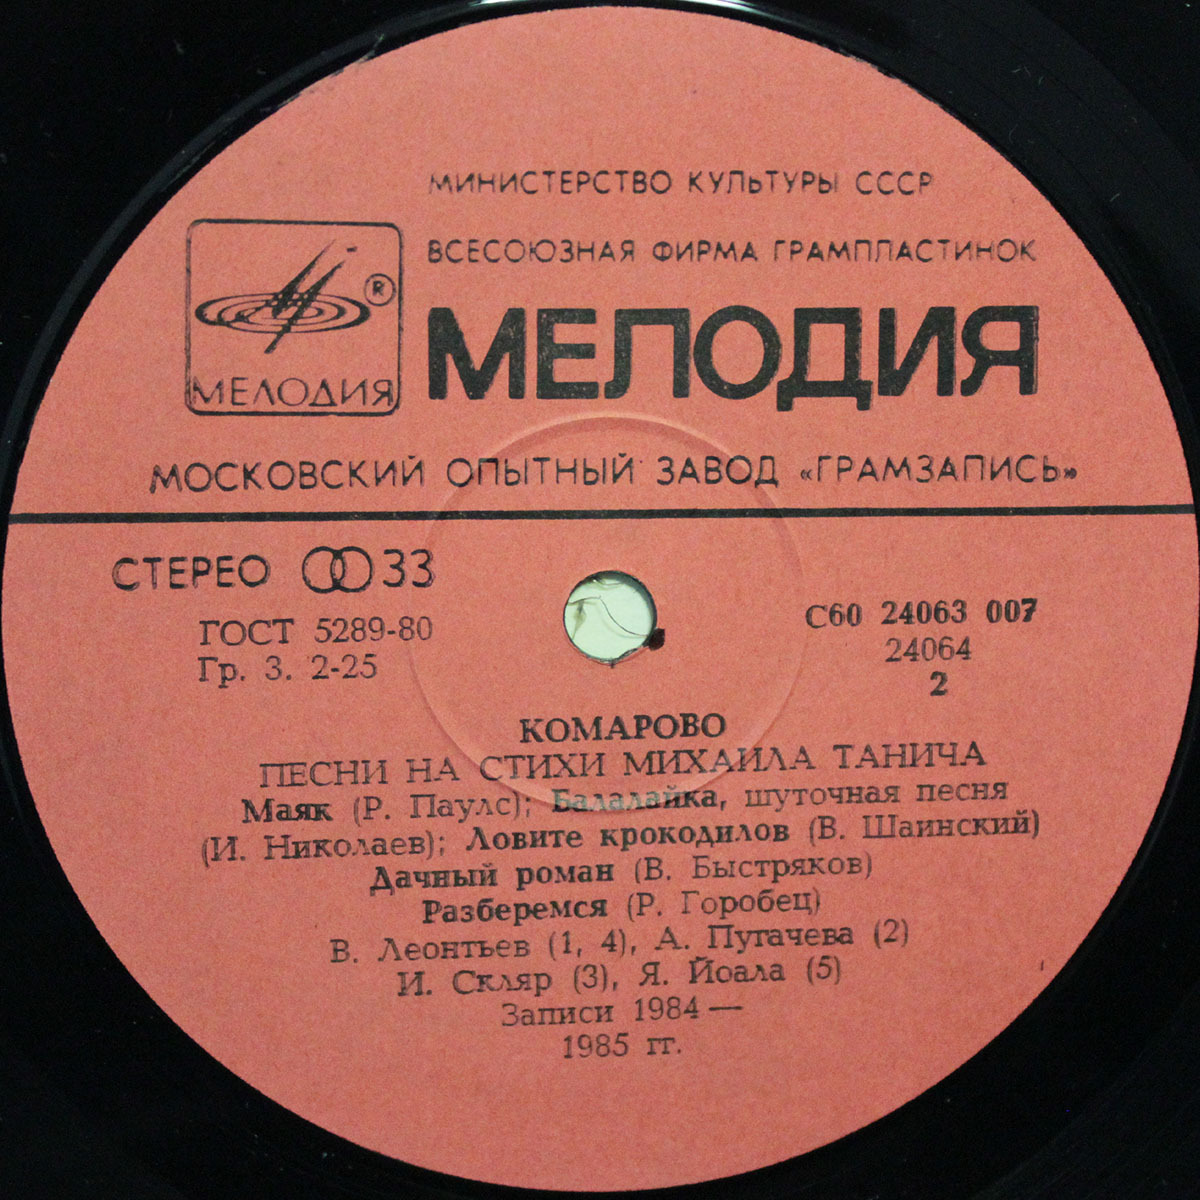 МИНИСТЕРСТВО КУЛЬТУРЫ СССР
ВСЕСОЮЗНАЯ ФИРМА ГРАМПЛАСТИНОК
®
МЕЛОДИЯ
МЕЛОДИЯ
МОСКОВСКИЙ ОПЫТНЫЙ ЗАВОД «ГРАМЗАПИСЬ»
СТЕРЕО 33
ГОСТ 5289-80
Гр. 3. 2-25
С60 24063 007
24064
2
КОМАРОВО
ПЕСНИ НА СТИХИ МИХАИЛА ТАНИЧА
Маяк (Р. Паулс); Балалайка, шуточная песня
(И. Николаев); Ловите крокодилов (В. Шаинский)
Дачный роман (В. Быстряков)
Разберемся (Р. Горобец)
В. Леонтьев (1, 4), А. Пугачева (2)
И. Скляр (3), Я. Йоала (5)
Записи 1984 —
1985 гг.